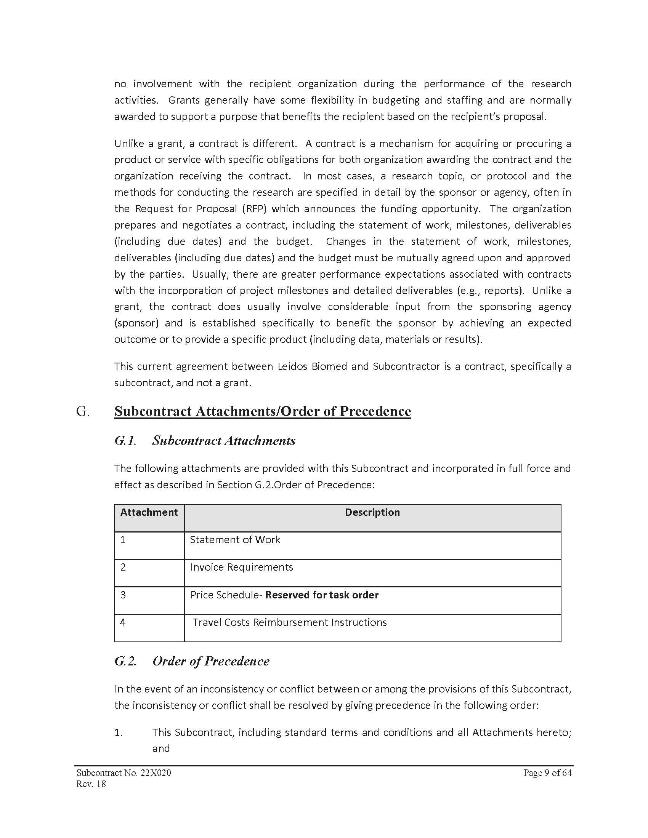 no involvement with the recipient organization during the performance of the research
activities. Grants generally have some flexibility in budgeting and staffing and are normally
awarded to support a purpose that benefits the recipient based on the recipient's proposal.
Unlike a grant, a contract is different. A contract is a mechanism for acquiring or procuring a
product or service with specific obligations for both organization awarding the contract and the
organization receiving the contract. In most cases, a research topic, or protocol and the
methods for conducting the research are specified in detail by the sponsor or agency, often in
the Request for Proposal (RFP) which announces the funding opportunity. The organization
prepares and negotiates a contract, including the statement of work, milestones, deliverables
(including due dates) and the budget. Changes in the statement of work, milestones,
deliverables (including due dates) and the budget must be mutually agreed upon and approved
by the parties. Usually, there are greater performance expectations associated with contracts
with the incorporation of project milestones and detailed deliverables (e.g., reports). Unlike a
grant, the contract does usually involve considerable input from the sponsoring agency
(sponsor) and is established specifically to benefit the sponsor by achieving an expected
outcome or to provide a specific product (including data, materials or results).
This current agreement between Leidos Biomed and Subcontractor is a contract, specifically a
subcontract, and not a grant.
G. Subcontract Attachments/Order of Precedence
G.1. Subcontract Attachments
The following attachments are provided with this Subcontract and incorporated in full force and
effect as described in Section G.2.Order of Precedence:
Attachment Description
1 Statement of Work
2 Invoice Requirements
3 Price Schedule- Reserved for task order
4 Travel Costs Reimbursement Instructions
G.2. Order of Precedence
In the event of an inconsistency or conflict between or among the provisions of this Subcontract,
the inconsistency or conflict shall be resolved by giving precedence in the following order:
1. This Subcontract, including standard terms and conditions and all Attachments hereto;
and
Subcontract No. 22X020 Page 9 of 64
Rev. 18